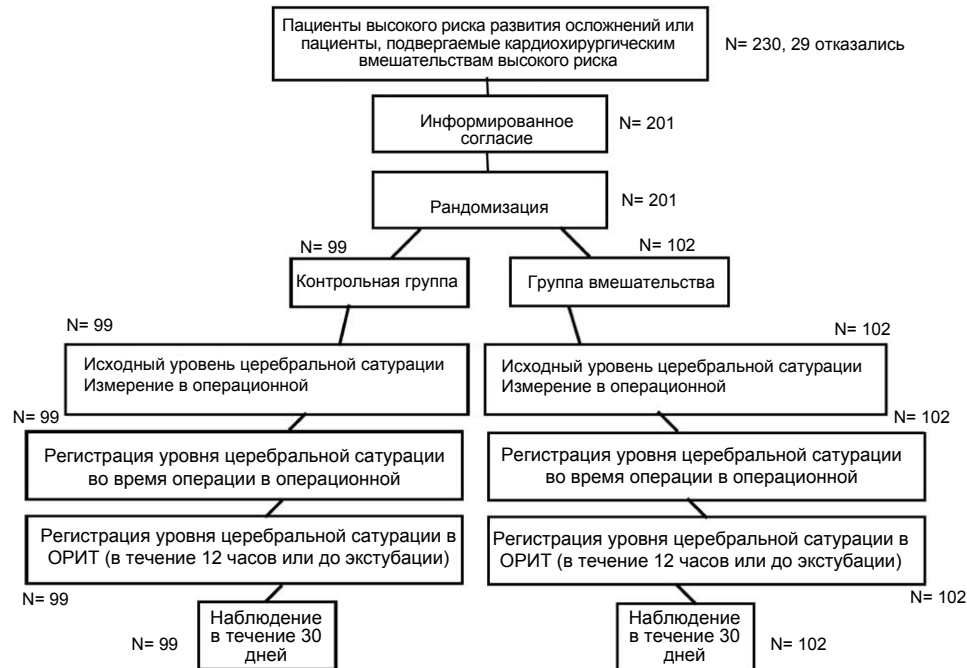 Пациенты высокого риска развития осложнений или
пациенты, подвергаемые кардиохирургическим
вмешательствам высокого риска
N= 230, 29 отказались
Информированное
согласие
N= 201
Рандомизация
N= 201
N= 99
N= 102
Контрольная группа
Группа вмешательства
N= 99
N= 102
Исходный уровень церебральной сатурации
Измерение в операционной
Исходный уровень церебральной сатурации
Измерение в операционной
N= 99
N= 102
Регистрация уровня церебральной сатурации
во время операции в операционной
Регистрация уровня церебральной сатурации
во время операции в операционной
Регистрация уровня церебральной сатурации в
ОРИТ (в течение 12 часов или до экстубации)
Регистрация уровня церебральной сатурации в
ОРИТ (в течение 12 часов или до экстубации)
N= 99
N= 102
Наблюдение
в течение 30
дней
N= 99
Наблюдение
в течение 30
дней
N= 102